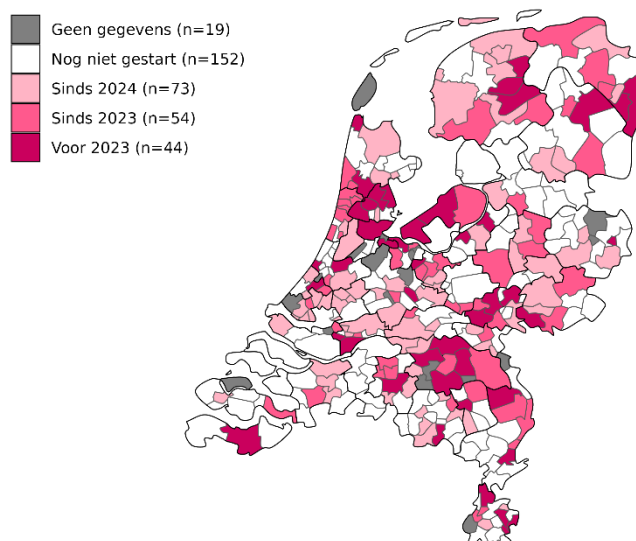 Geen gegevens (n=19)
Nog niet gestart (n=152)
Sinds 2024 (n=73)
Sinds 2023 (n=54)
Voor 2023 (n=44)